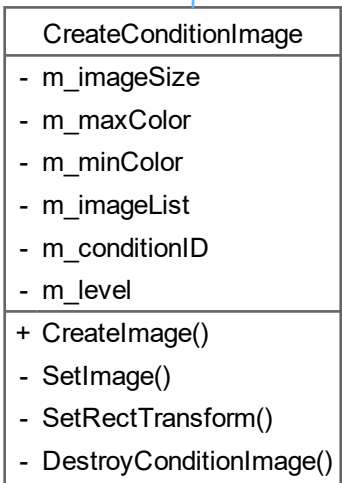 CreateConditionImage
- m_imageSize
- m_maxColor
- m_minColor
- m_imageList
- m_conditionID
- m_level
+ CreateImage()
- SetImage()
- SetRectTransform()
- DestroyConditionImage()